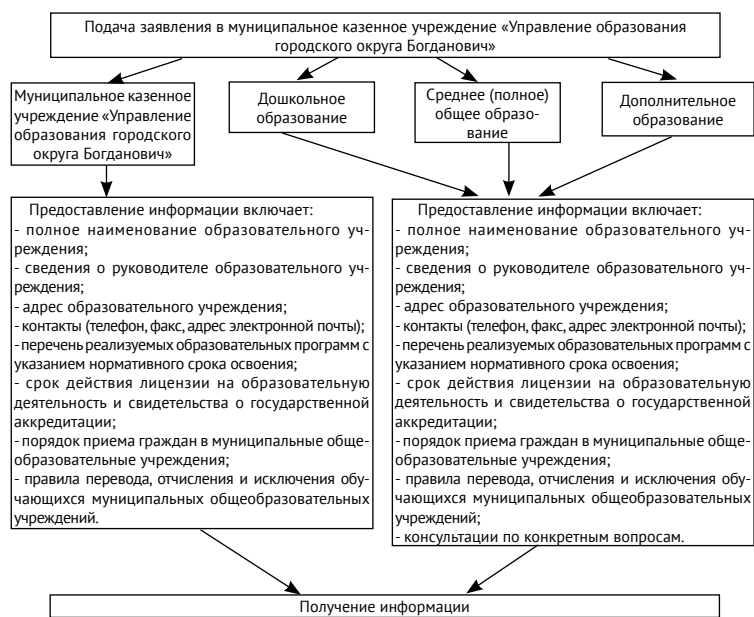 Подача заявления в муниципальное казенное учреждение «Управление образования
городского округа Богданович»
Муниципальное казенное
учреждение «Управление
образования городского
округа Богданович»
Дошкольное
образование
Среднее (полное)
общее образо-
вание
Дополнительное
образование
Предоставление информации включает:
- полное наименование образовательного уч-
реждения;
- сведения о руководителе образовательного уч-
реждения;
- адрес образовательного учреждения;
- контакты (телефон, факс, адрес электронной почты);
- перечень реализуемых образовательных программ с
указанием нормативного срока освоения;
- срок действия лицензии на образовательную
деятельность и свидетельства о государственной
аккредитации;
- порядок приема граждан в муниципальные обще-
образовательные учреждения;
- правила перевода, отчисления и исключения обу-
чающихся муниципальных общеобразовательных
учреждений.
Предоставление информации включает:
- полное наименование образовательного уч-
реждения;
- сведения о руководителе образовательного уч-
реждения;
- адрес образовательного учреждения;
- контакты (телефон, факс, адрес электронной почты);
- перечень реализуемых образовательных программ с
указанием нормативного срока освоения;
- срок действия лицензии на образовательную
деятельность и свидетельства о государственной
аккредитации;
- порядок приема граждан в муниципальные обще-
образовательные учреждения;
- правила перевода, отчисления и исключения обу-
чающихся муниципальных общеобразовательных
учреждений;
- консультации по конкретным вопросам.
Получение информации